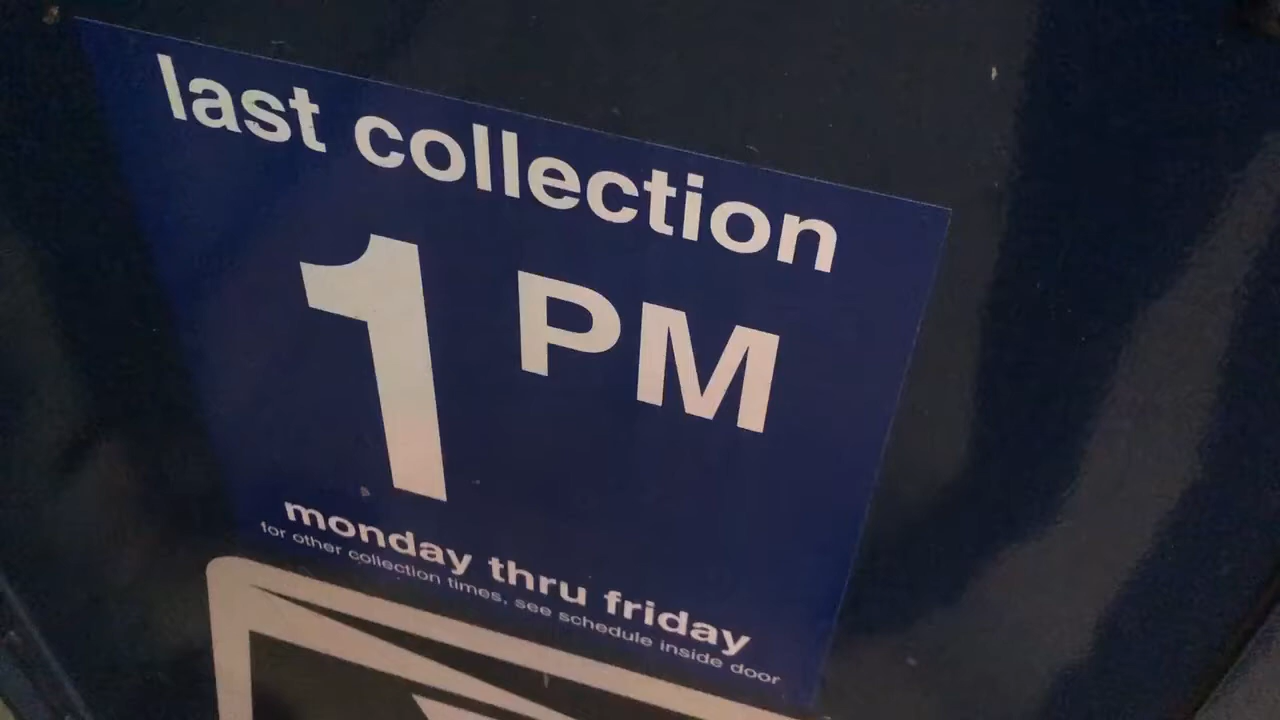 last collection
1 PM
monday thru friday
for other collection times, see schedule inside door